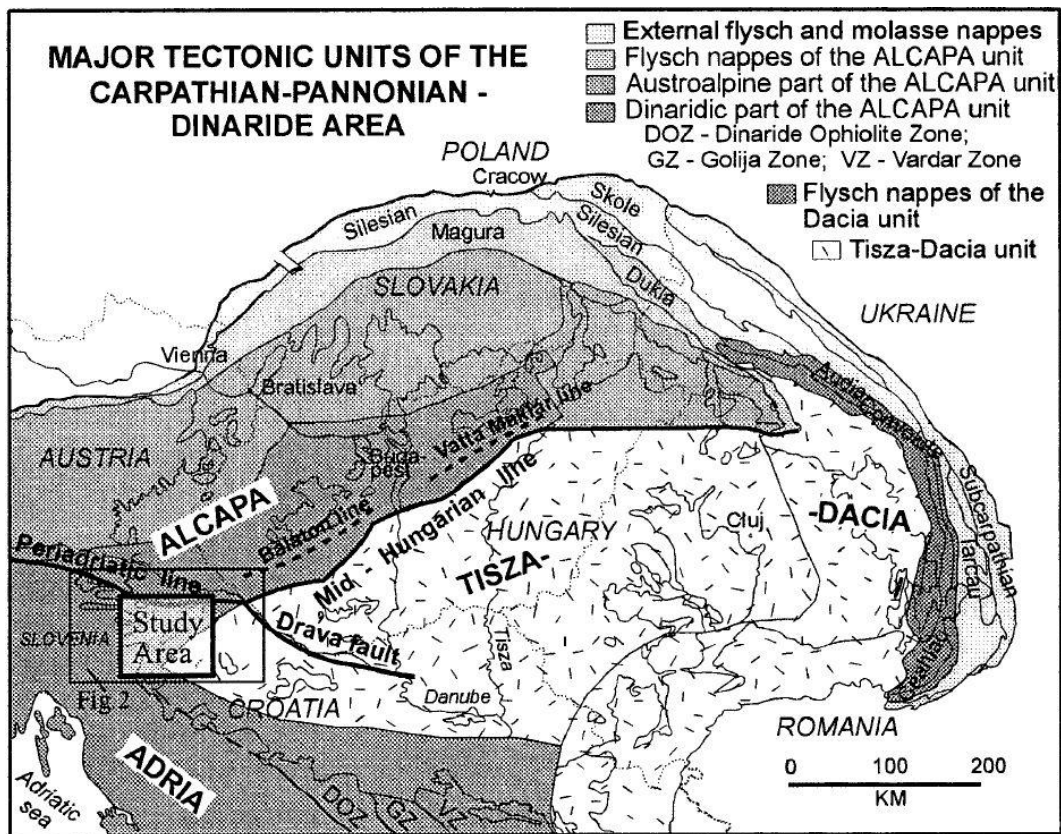 MAJOR TECTONIC UNITS OF THE
CARPATHIAN-PANNONIAN -
DINARIDE AREA
External flysch and molasse nappes
Flysch nappes of the ALCAPA unit
Austroalpine part of the ALCAPA unit
Dinaridic part of the ALCAPA unit
DOZ - Dinaride Ophiolite Zone;
GZ - Golija Zone; VZ - Vardar Zone
Flysch nappes of the
Dacia unit
Tisza-Dacia unit
POLAND
Cracow
Skole
Silesian
Silesian
Magura
Dukla
SLOVAKIA
UKRAINE
Vienna
Bratislava
Audia
Vatta Maktar line
Buda-
pest
AUSTRIA
Subcarpathian
ALCAPA
Balaton line
Mid - Hungarian line
HUNGARY
Cluj
-DACIA
TISZA-
Tarcau
Periadriatic line
SLOVENIA
Study
Area
Drava fault
Tisza
Fig 2
CROATIA
Danube
ROMANIA
ADRIA
Adriatic
sea
DOZ
GZ
VZ
0 100 200
KM